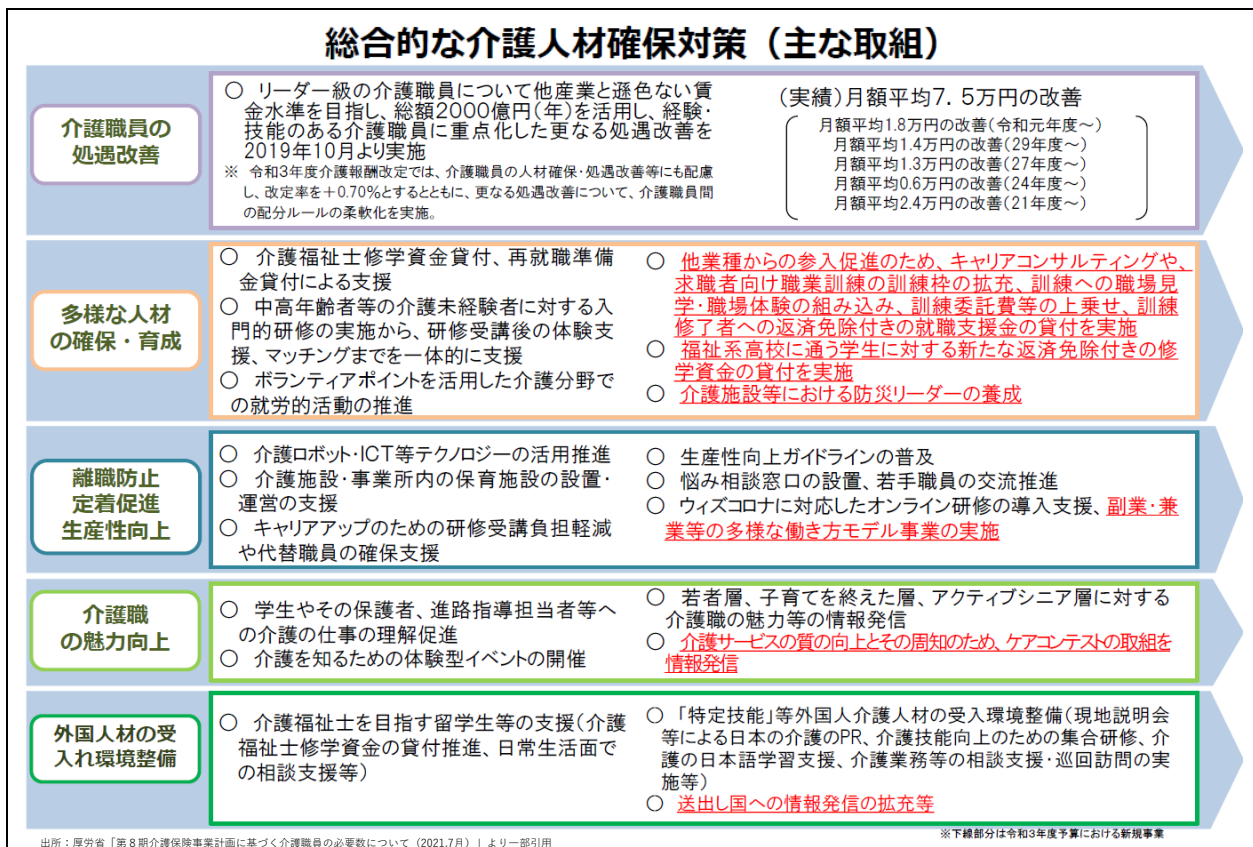 総合的な介護人材確保対策（主な取組）
介護職員の
処遇改善
○ リーダー級の介護職員について他産業と遜色ない賃
金水準を目指し、総額2000億円(年)を活用し、経験・
技能のある介護職員に重点化した更なる処遇改善を
2019年10月より実施
※ 令和3年度介護報酬改定では、介護職員の人材確保・処遇改善等にも配慮
し、改定率を＋0.70%とするとともに、更なる処遇改善について、介護職員間
の配分ルールの柔軟化を実施。
(実績)月額平均7．5万円の改善
月額平均1.8万円の改善(令和元年度～)
月額平均1.4万円の改善(29年度～)
月額平均1.3万円の改善(27年度～)
月額平均0.6万円の改善(24年度～)
月額平均2.4万円の改善(21年度～)
多様な人材
の確保・育成
○ 介護福祉士修学資金貸付、再就職準備
金貸付による支援
○ 中高年齢者等の介護未経験者に対する入
門的研修の実施から、研修受講後の体験支
援、マッチングまでを一体的に支援
○ ボランティアポイントを活用した介護分野で
の就労的活動の推進
○ 他業種からの参入促進のため、キャリアコンサルティングや、
求職者向け職業訓練の訓練枠の拡充、訓練への職場見
学・職場体験の組み込み、訓練委託費等の上乗せ、訓練
修了者への返済免除付きの就職支援金の貸付を実施
○ 福祉系高校に通う学生に対する新たな返済免除付きの修
学資金の貸付を実施
○ 介護施設等における防災リーダーの養成
離職防止
定着促進
生産性向上
○ 介護ロボット・ICT等テクノロジーの活用推進
○ 介護施設・事業所内の保育施設の設置・
運営の支援
○ キャリアアップのための研修受講負担軽減
や代替職員の確保支援
○ 生産性向上ガイドラインの普及
○ 悩み相談窓口の設置、若手職員の交流推進
○ ウィズコロナに対応したオンライン研修の導入支援、副業・兼
業等の多様な働き方モデル事業の実施
介護職
の魅力向上
○ 学生やその保護者、進路指導担当者等へ
の介護の仕事の理解促進
○ 介護を知るための体験型イベントの開催
○ 若者層、子育てを終えた層、アクティブシニア層に対する
介護職の魅力等の情報発信
○ 介護サービスの質の向上とその周知のため、ケアコンテストの取組を
情報発信
外国人材の受
入れ環境整備
○ 介護福祉士を目指す留学生等の支援(介護
福祉士修学資金の貸付推進、日常生活面で
の相談支援等)
○ 「特定技能」等外国人介護人材の受入環境整備(現地説明会
等による日本の介護のPR、介護技能向上のための集合研修、介
護の日本語学習支援、介護業務等の相談支援・巡回訪問の実
施等)
○ 送出し国への情報発信の拡充等
※下線部分は令和3年度予算における新規事業
出所：厚労省「第８期介護保険事業計画に基づく介護職員の必要数について（2021.7月）」より一部引用